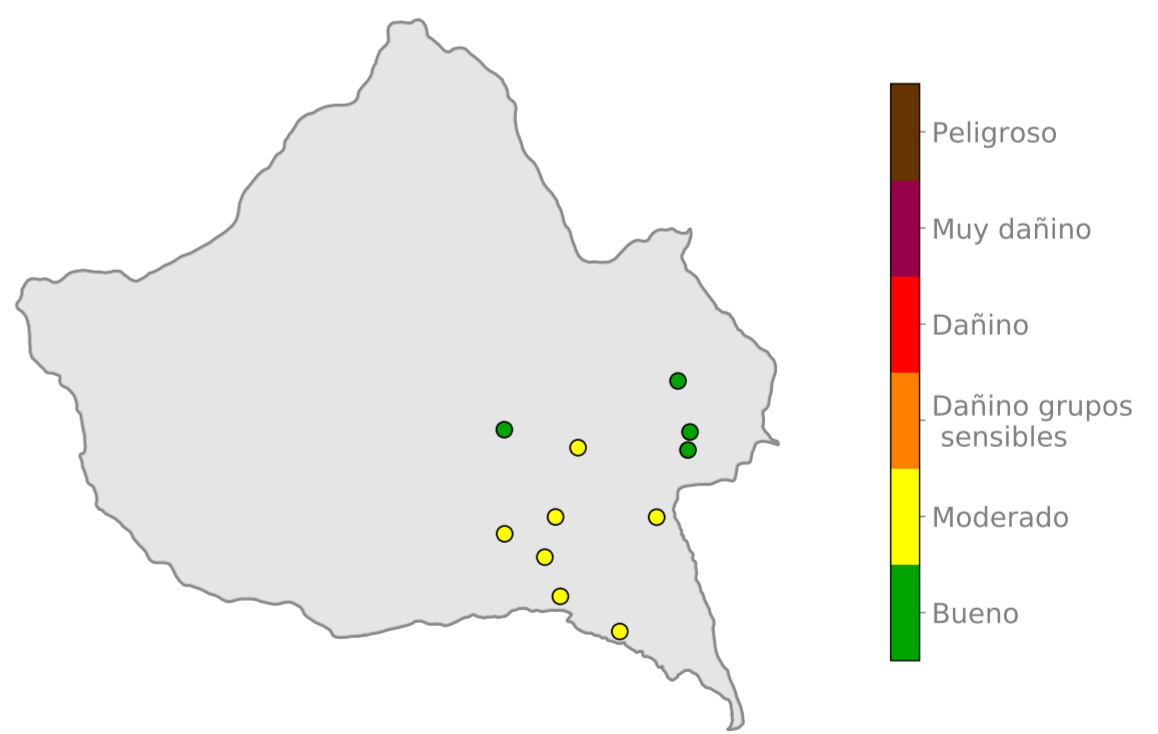 Peligroso
Muy dañino
Dañino
Dañino grupos
sensibles
Moderado
Bueno